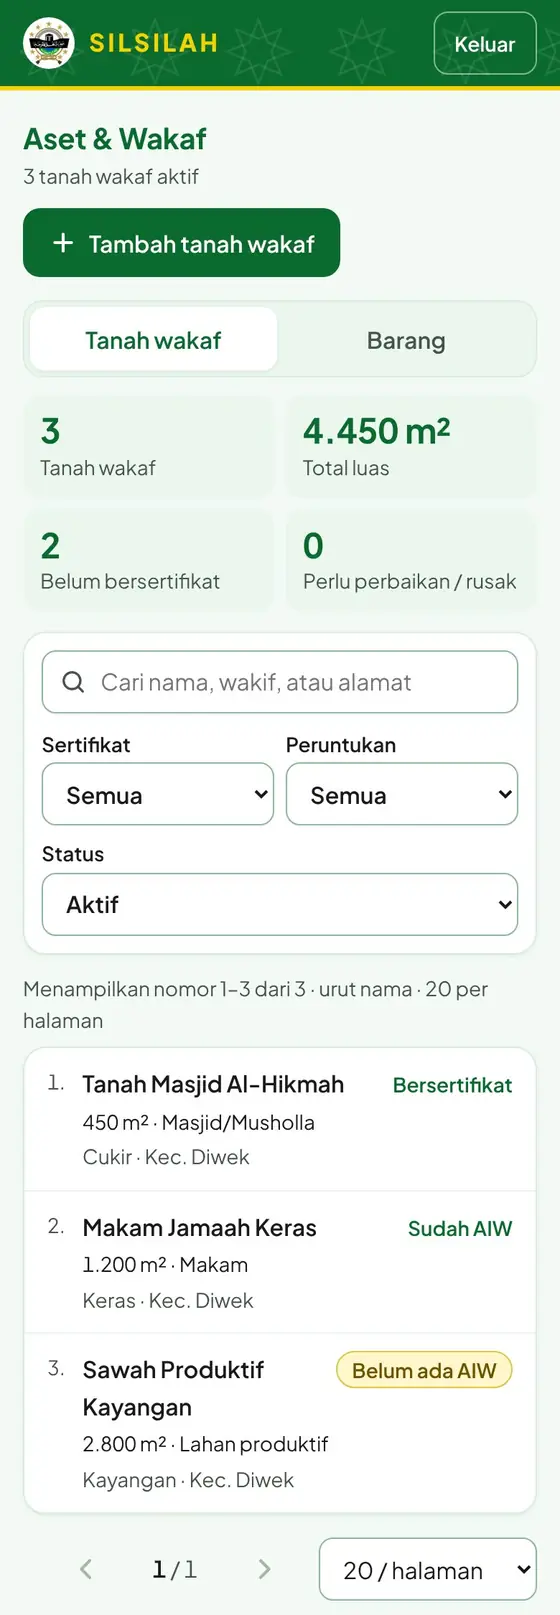 SILSILAH
Keluar
Aset & Wakaf
3 tanah wakaf aktif
+ Tambah tanah wakaf
Tanah wakaf
Barang
3
Tanah wakaf
4.450 m²
Total luas
2
Belum bersertifikat
0
Perlu perbaikan / rusak
Cari nama, wakif, atau alamat
Sertifikat
Peruntukan
Semua
Semua
Status
Aktif
Menampilkan nomor 1–3 dari 3 · urut nama · 20 per
halaman
1. Tanah Masjid Al-Hikmah
Bersertifikat
450 m² · Masjid/Musholla
Cukir · Kec. Diwek
2. Makam Jamaah Keras
Sudah AIW
1.200 m² · Makam
Keras · Kec. Diwek
3. Sawah Produktif
Kayangan
Belum ada AIW
2.800 m² · Lahan produktif
Kayangan · Kec. Diwek
1 / 1
20 / halaman